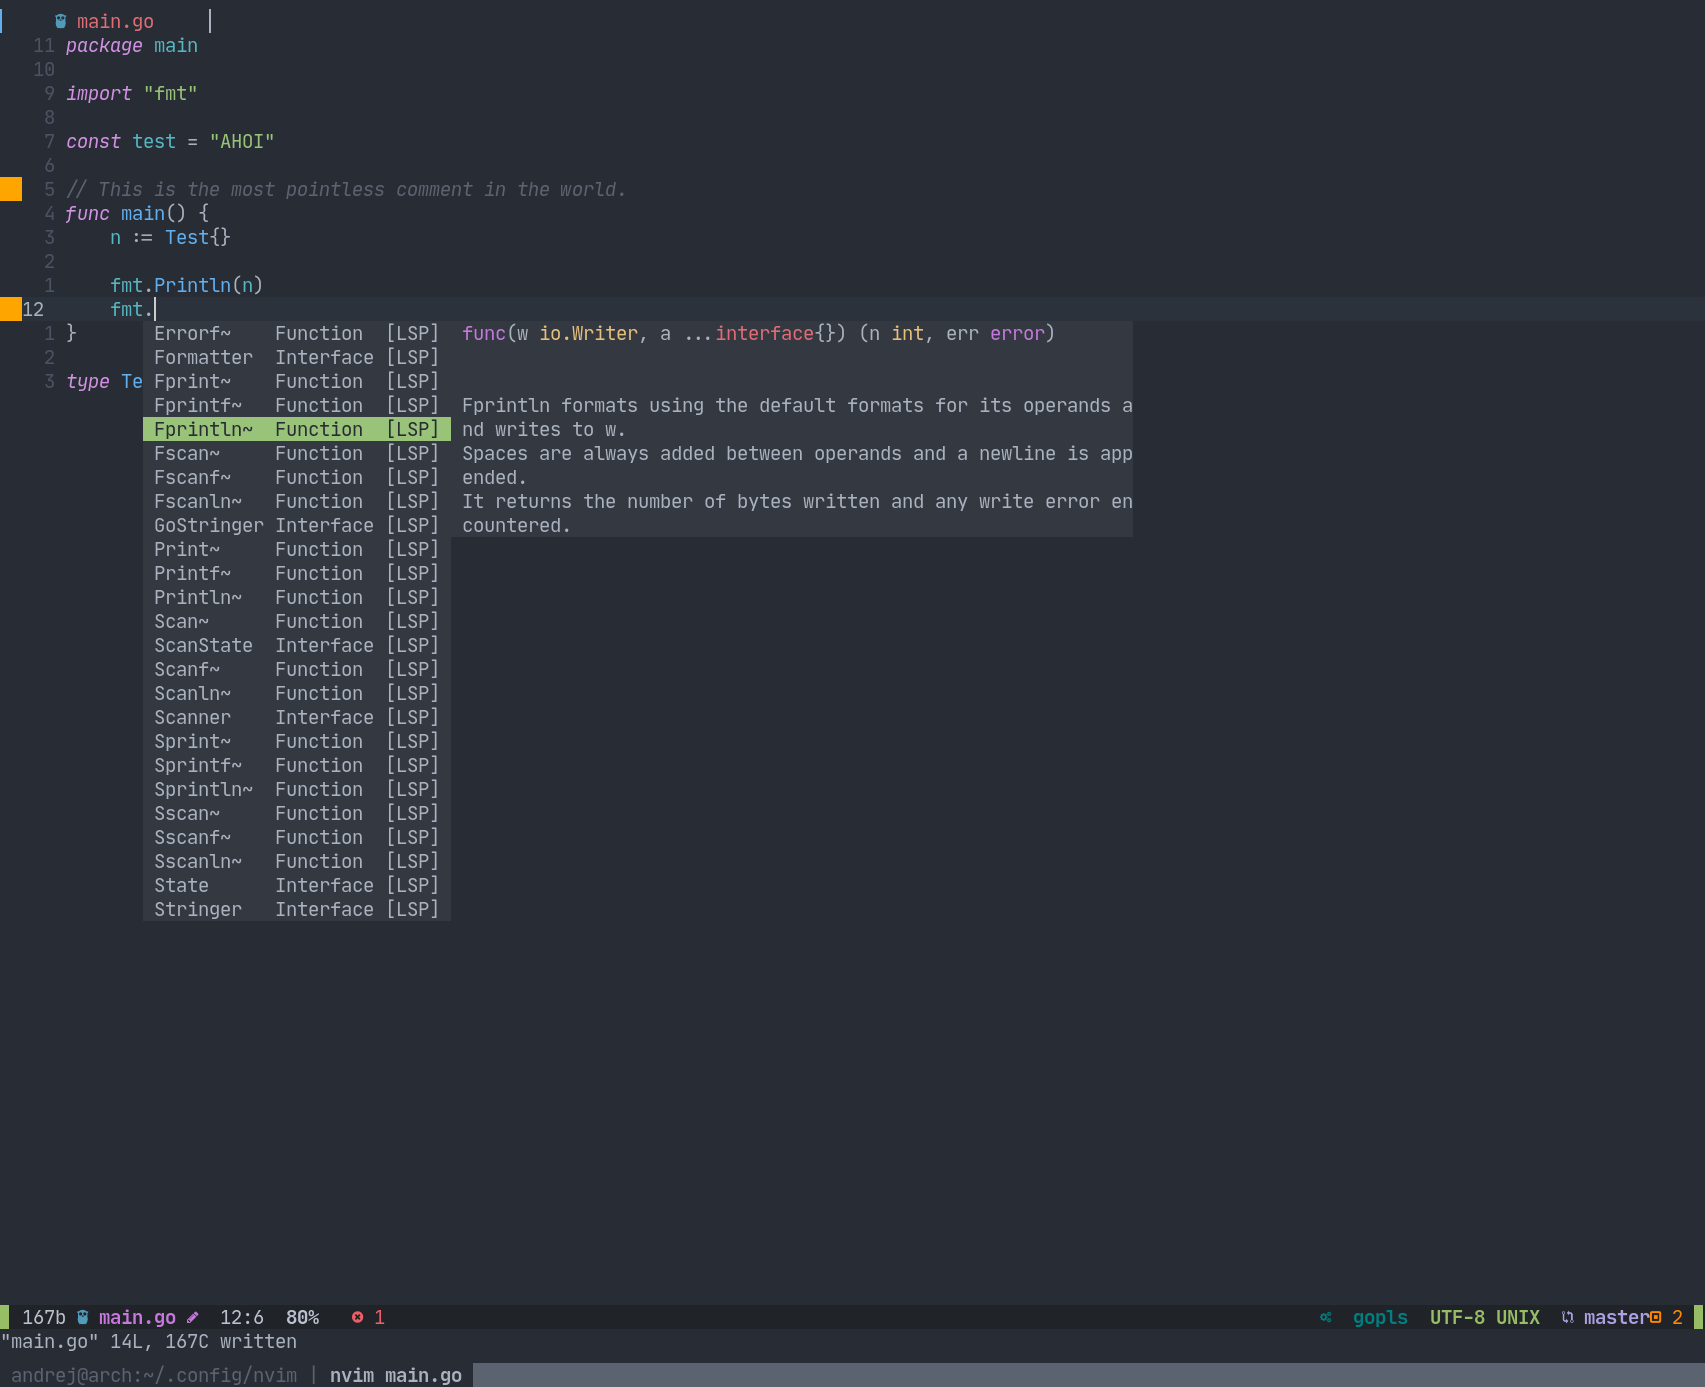 main.go
11 package main
10
9 import "fmt"
8
7 const test = "AHOI"
6
5 // This is the most pointless comment in the world.
4 func main() {
3 n := Test{}
2
1 fmt.Println(n)
12 fmt.
1 }
2
3 type Te
Errorf~ Function [LSP]
Formatter Interface [LSP]
Fprint~ Function [LSP]
Fprintf~ Function [LSP]
Fprintln~ Function [LSP]
Fscan~ Function [LSP]
Fscanf~ Function [LSP]
Fscanln~ Function [LSP]
GoStringer Interface [LSP]
Print~ Function [LSP]
Printf~ Function [LSP]
Println~ Function [LSP]
Scan~ Function [LSP]
ScanState Interface [LSP]
Scanf~ Function [LSP]
Scanln~ Function [LSP]
Scanner Interface [LSP]
Sprint~ Function [LSP]
Sprintf~ Function [LSP]
Sprintln~ Function [LSP]
Sscan~ Function [LSP]
Sscanf~ Function [LSP]
Sscanln~ Function [LSP]
State Interface [LSP]
Stringer Interface [LSP]
func(w io.Writer, a ...interface{}) (n int, err error)
Fprintln formats using the default formats for its operands a
nd writes to w.
Spaces are always added between operands and a newline is app
ended.
It returns the number of bytes written and any write error en
countered.
167b main.go 12:6 80% 1 gopls UTF-8 UNIX master 2
"main.go" 14L, 167C written
andrej@arch:~/.config/nvim | nvim main.go